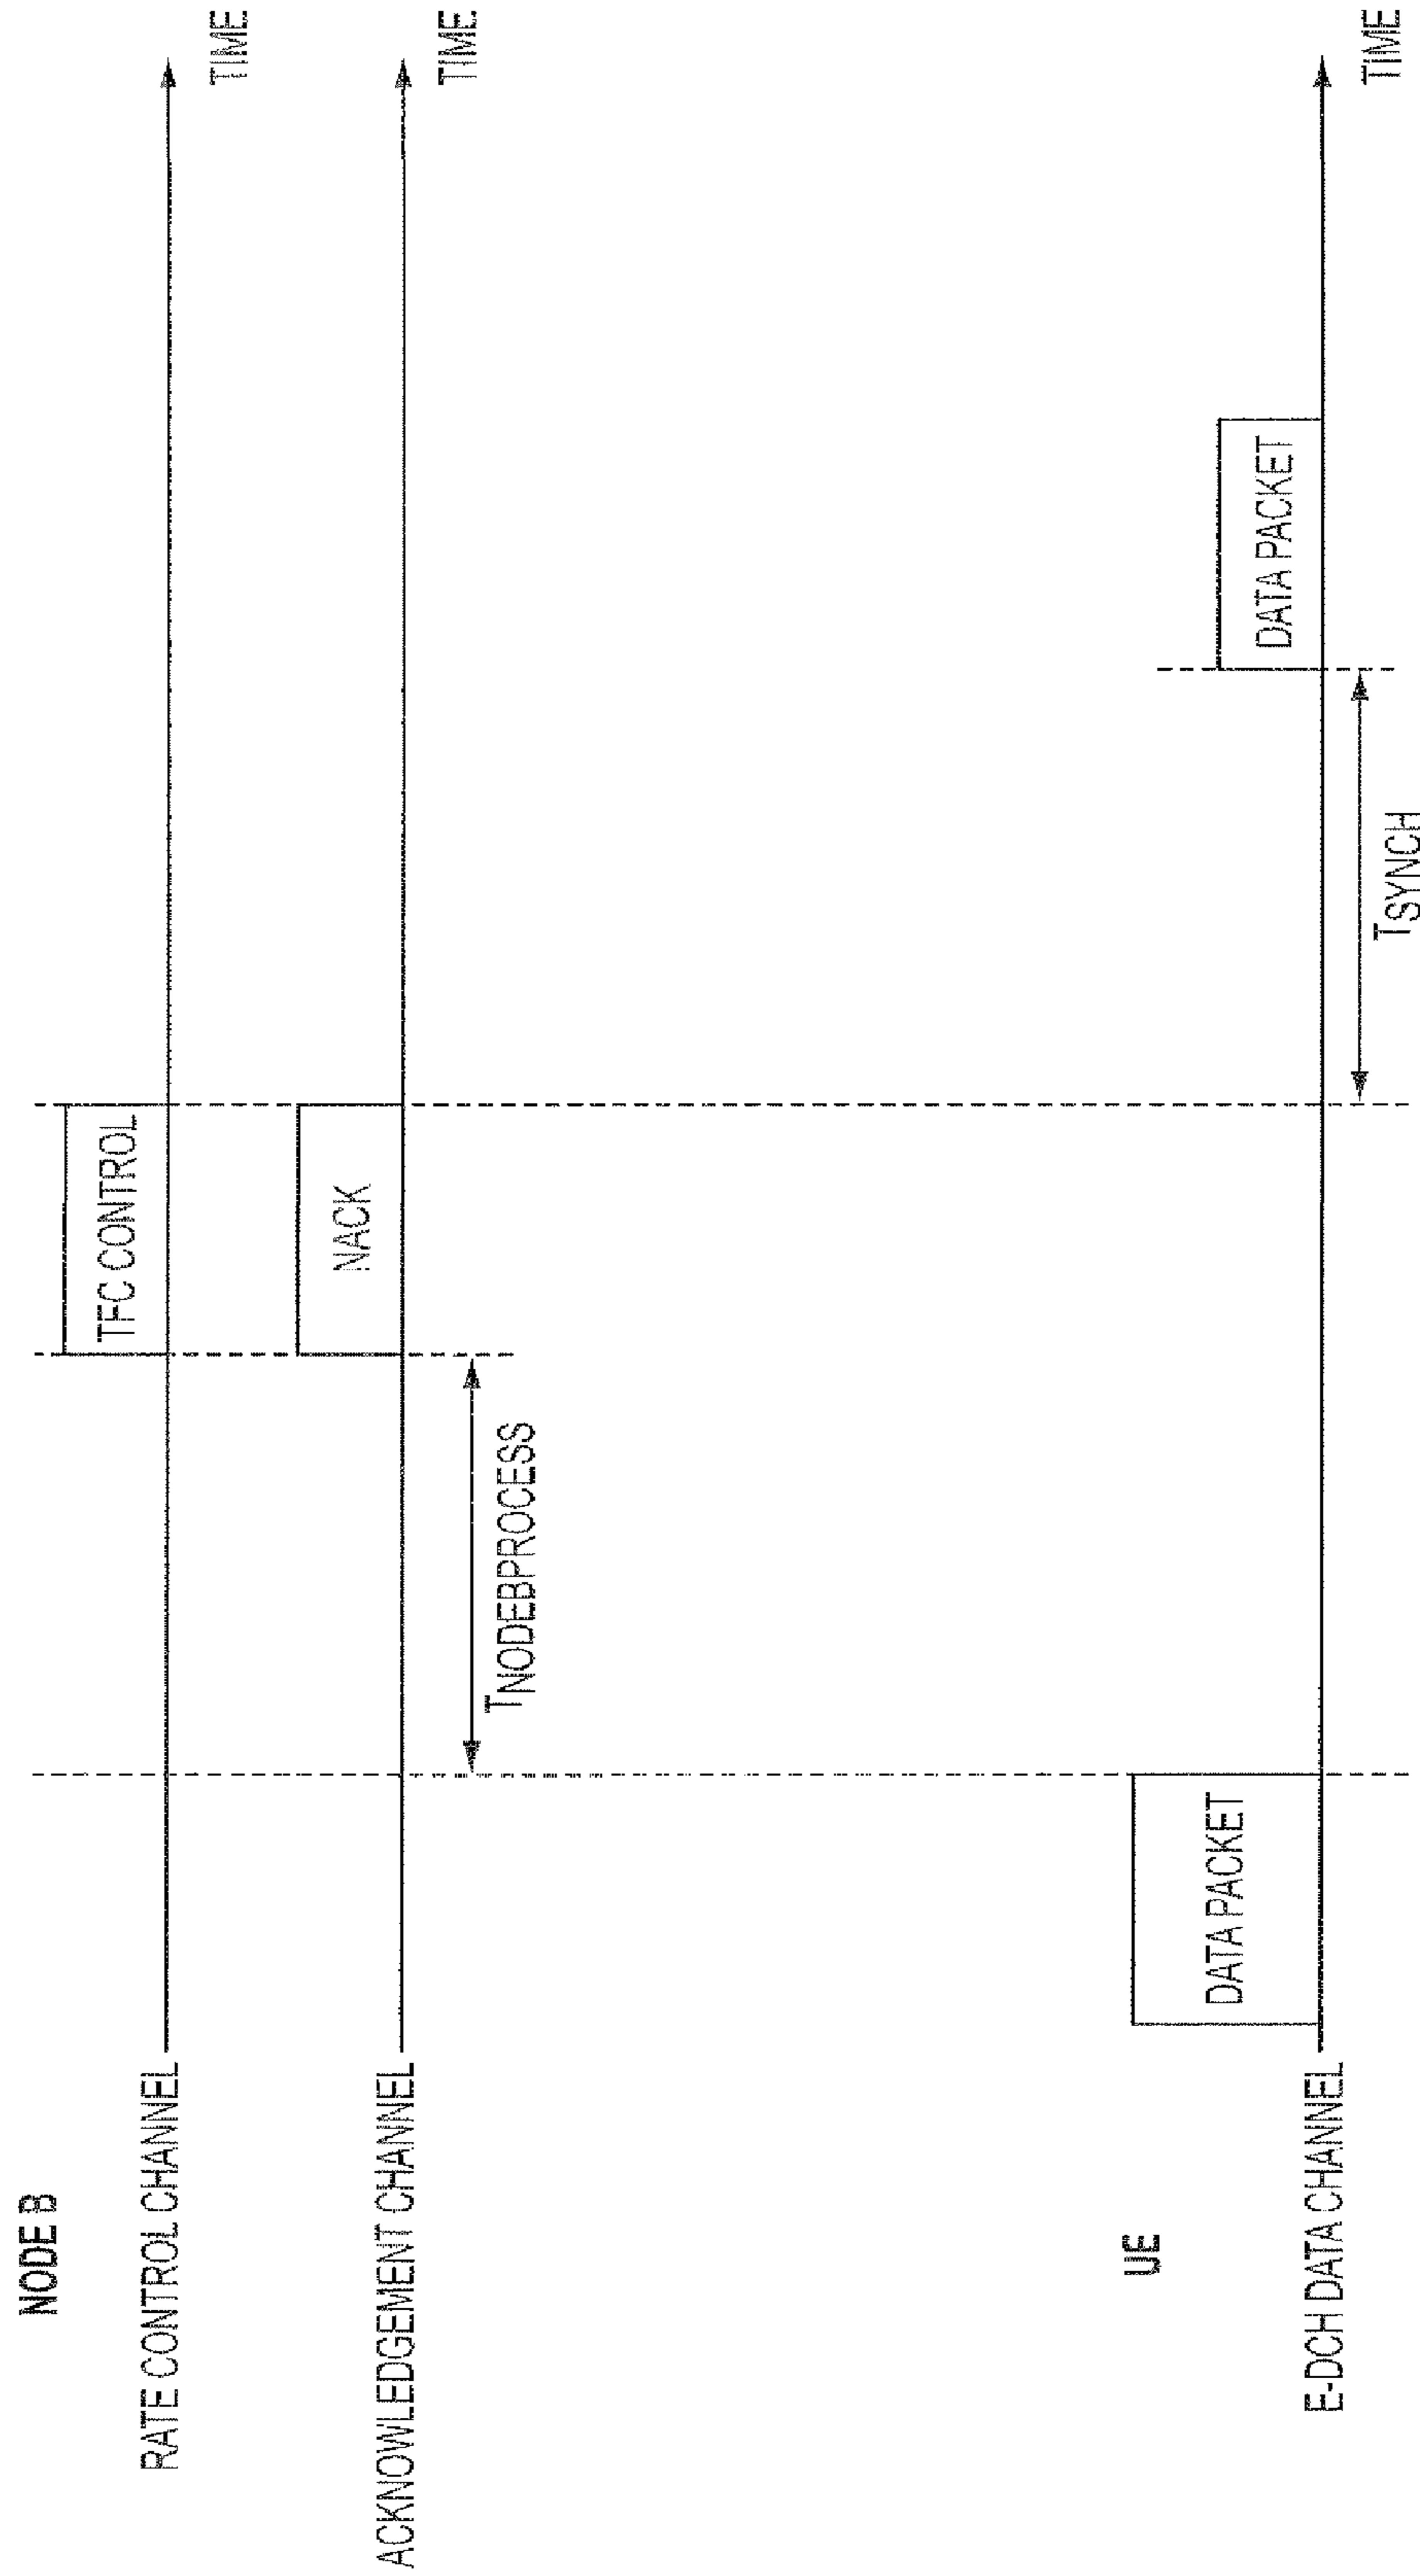 NODE B
RATE CONTROL CHANNEL
TFC CONTROL
TIME
ACKNOWLEDGEMENT CHANNEL
NACK
TIME
TNODEBPROCESS
UE
DATA PACKET
DATA PACKET
E-DCH DATA CHANNEL
TIME
TSYNCH